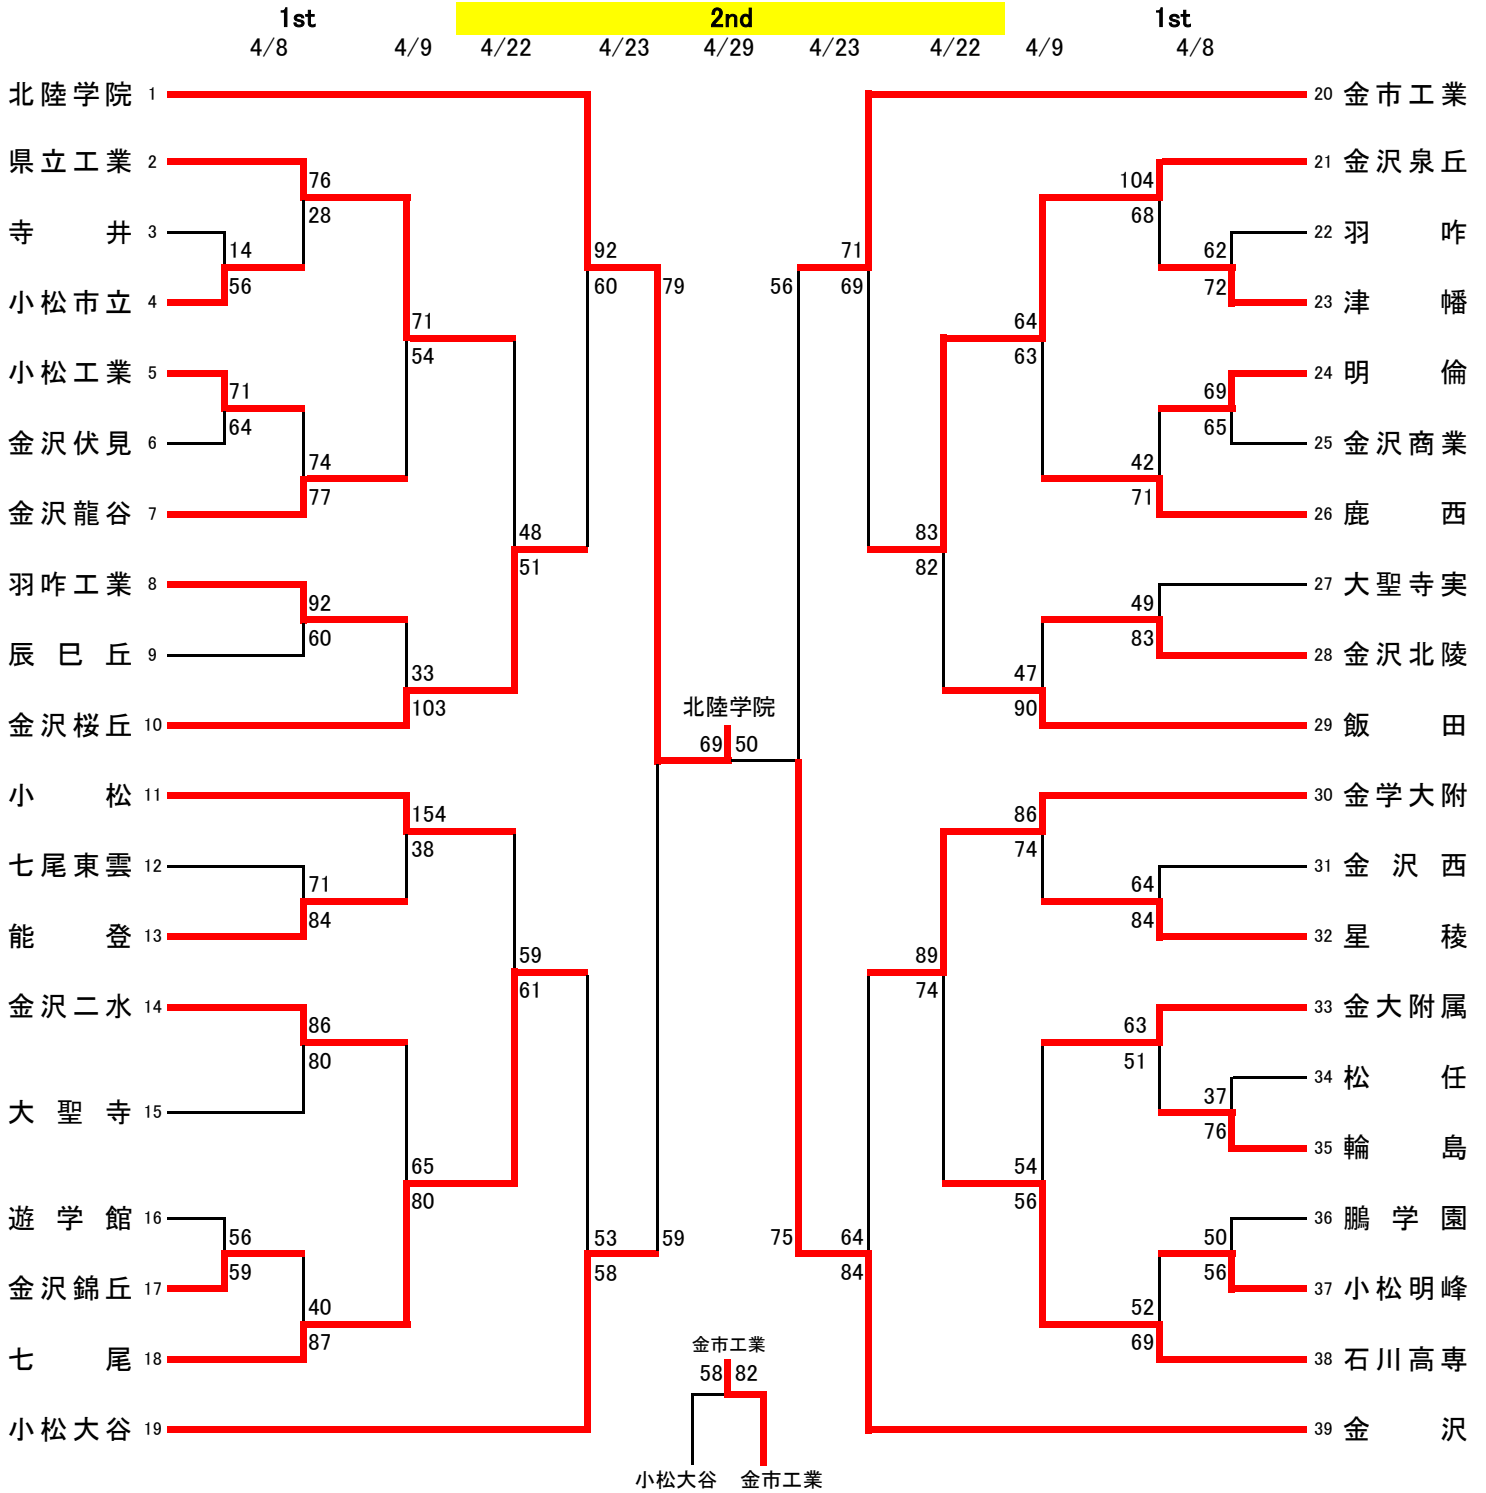 1st 2nd 1st
4/8 4/9 4/22 4/23 4/29 4/23 4/22 4/9 4/8
北陸学院 1 20 金市工業
県立工業 2 21 金沢泉丘
76 104
28 68
寺井 3 22 羽咋
14 92 71 62
56 60 79 56 69 72
小松市立 4 23 津幡
71 64
54 63
小松工業 5 24 明倫
71 69
64 65
金沢伏見 6 25 金沢商業
74 42
77 71
金沢龍谷 7 26 鹿西
48 83
51 82
羽咋工業 8 27 大聖寺実
92 49
60 83
辰巳丘 9 28 金沢北陵
33 47
103 北陸学院 90
金沢桜丘 10 29 飯田
69 50
小松 11 30 金学大附
154 86
38 74
七尾東雲 12 31 金沢西
71 64
84 84
能登 13 32 星稜
59 89
61 74
金沢二水 14 33 金大附属
86 63
80 51
34 松任
大聖寺 15 37
76
35 輪島
65 54
80 56
遊学館 16 36 鵬学園
56 53 59 75 64 50
59 58 84 56
金沢錦丘 17 37 小松明峰
40 52
87 金市工業 69
七尾 18 38 石川高専
58 82
小松大谷 19 39 金沢
小松大谷 金市工業